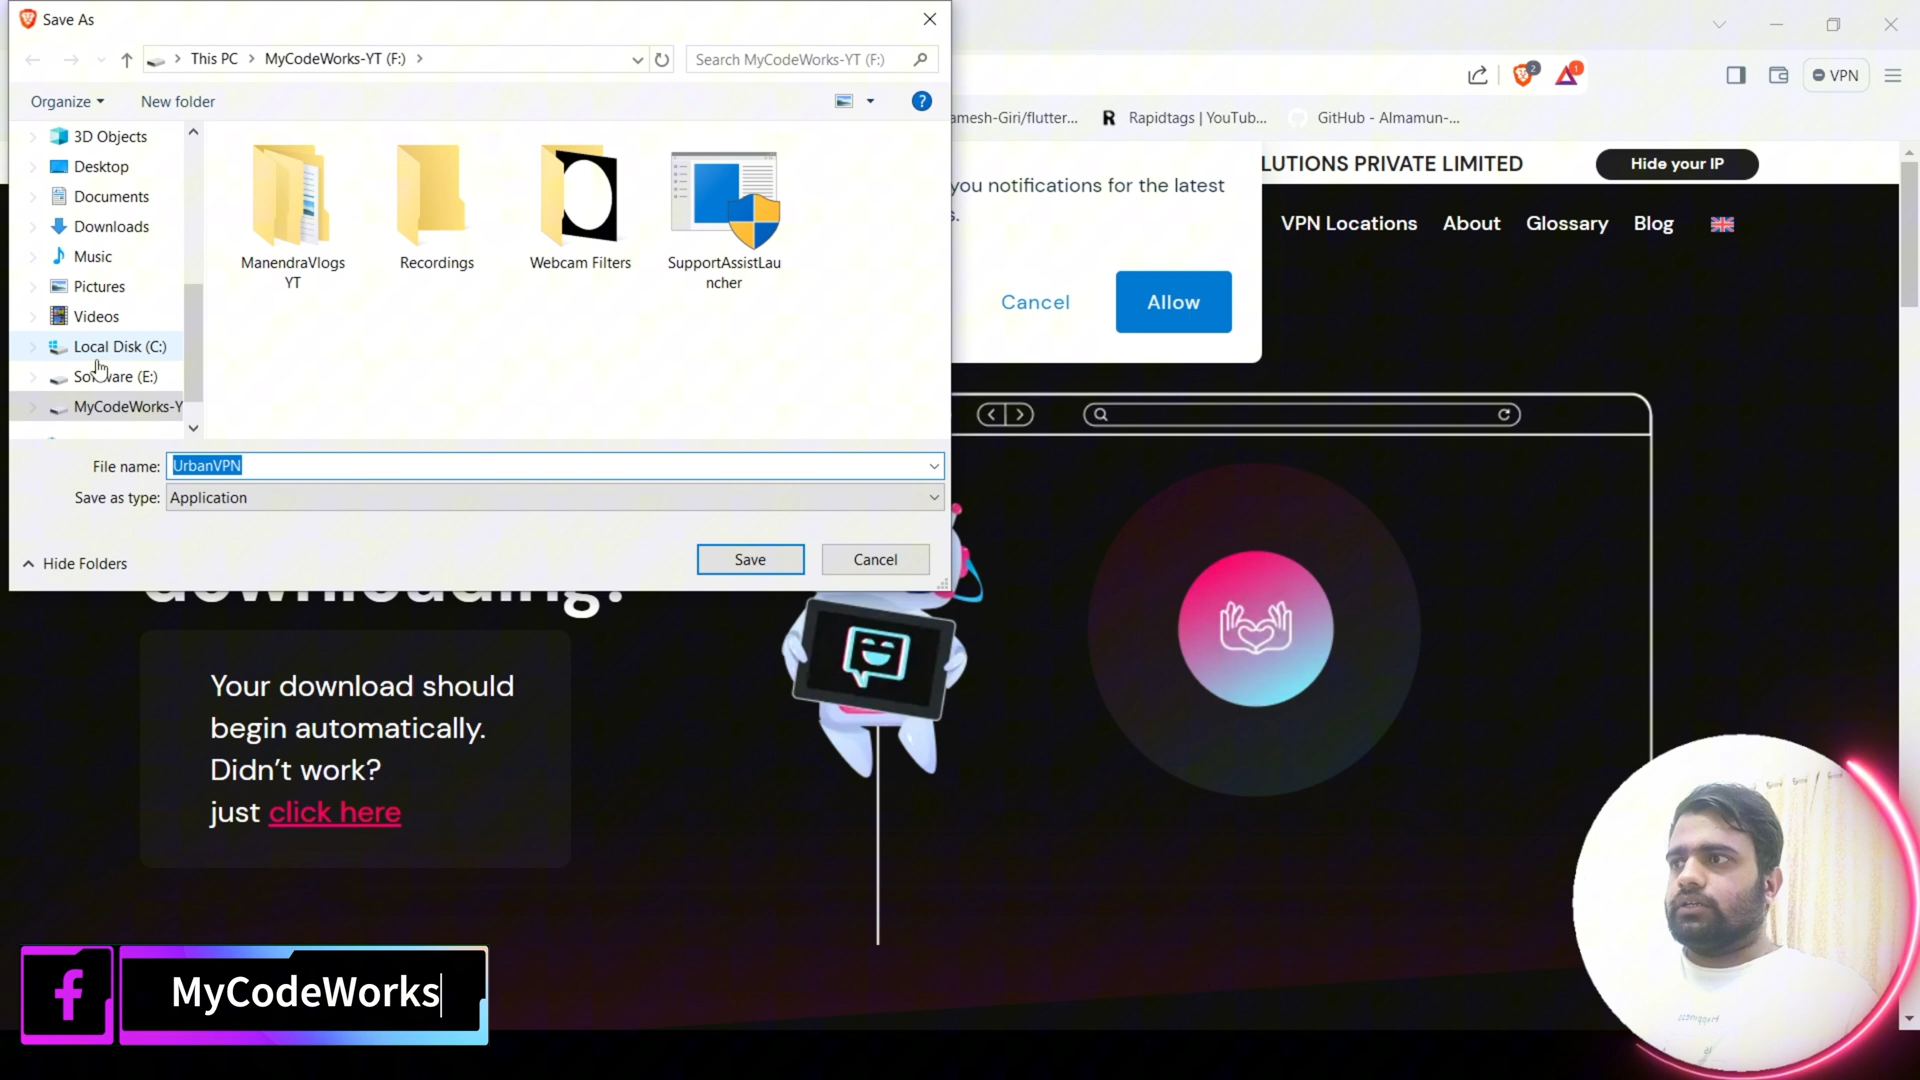 Save As
This PC
MyCodeWorks-YT (F:)
Search MyCodeWorks-YT (F:)
Organize
New folder
?
3D Objects
Desktop
Documents
Downloads
Music
Pictures
Videos
Local Disk (C:)
Software (E:)
MyCodeWorks-Y
ManendraVlogs
YT
Recordings
Webcam Filters
SupportAssistLau
ncher
File name:
UrbanVPN
Save as type:
Application
Hide Folders
Save
Cancel
2
1
VPN
amesh-Giri/flutter...
R
Rapidtags | YouTub...
GitHub - Almamun-...
LUTIONS PRIVATE LIMITED
Hide your IP
you notifications for the latest
s.
Cancel
Allow
VPN Locations
About
Glossary
Blog
downloading!
Your download should
begin automatically.
Didn't work?
just click here
f
MyCodeWorks